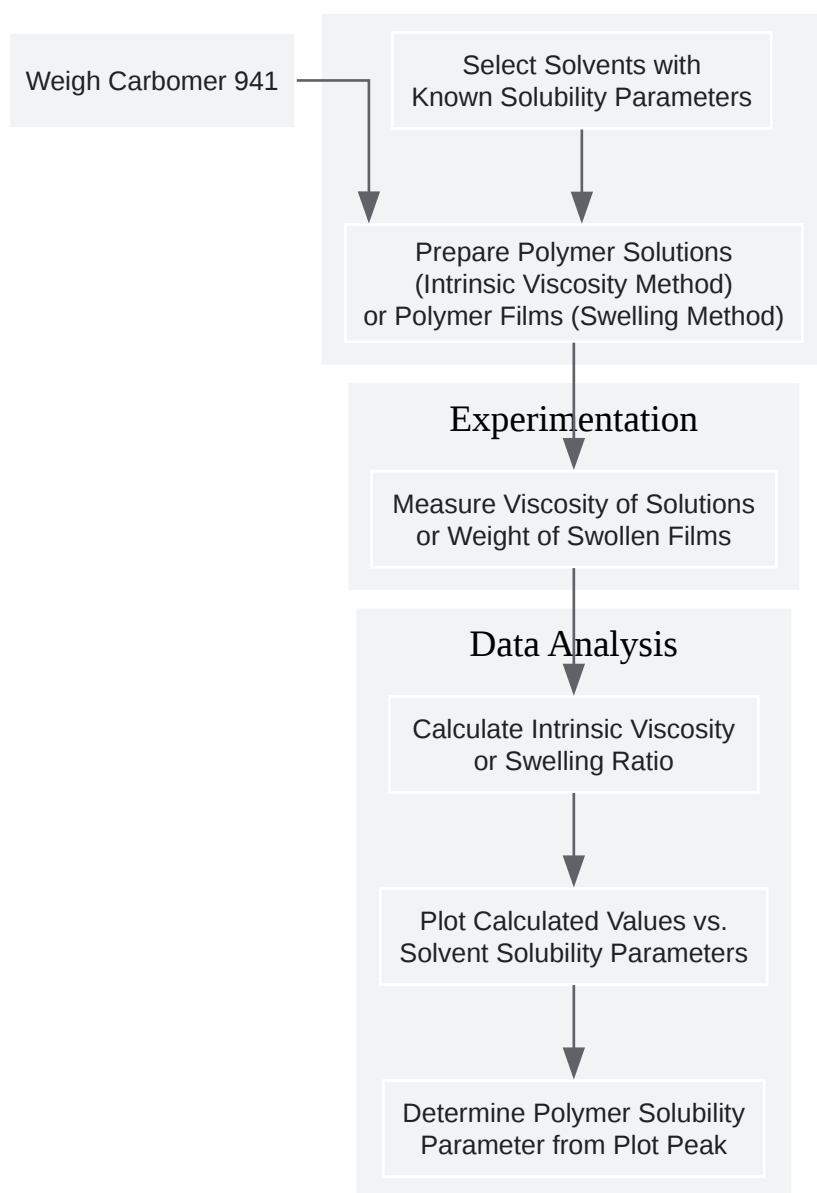 Weigh Carbomer 941
Select Solvents with
Known Solubility Parameters
Prepare Polymer Solutions
(Intrinsic Viscosity Method)
or Polymer Films (Swelling Method)
Experimentation
Measure Viscosity of Solutions
or Weight of Swollen Films
Data Analysis
Calculate Intrinsic Viscosity
or Swelling Ratio
Plot Calculated Values vs.
Solvent Solubility Parameters
Determine Polymer Solubility
Parameter from Plot Peak